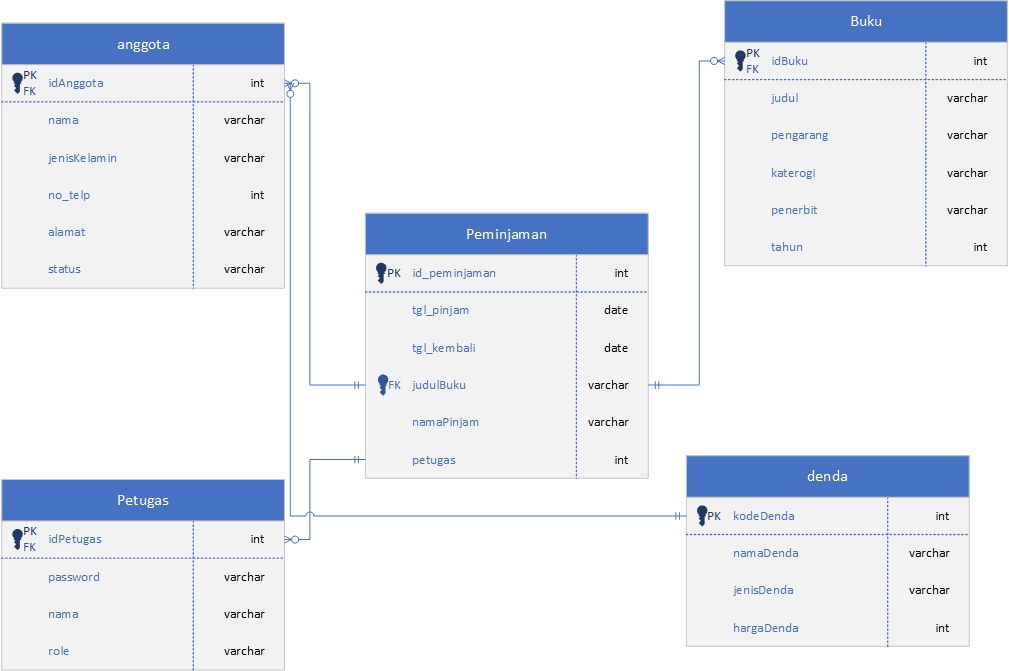 anggota
PK
FK
idAnggota int
nama varchar
jenisKelamin varchar
no_telp int
alamat varchar
status varchar
Buku
PK
FK
idBuku int
judul varchar
pengarang varchar
katerogi varchar
penerbit varchar
tahun int
Peminjaman
PK id_peminjaman int
tgl_pinjam date
tgl_kembali date
FK judulBuku varchar
namaPinjam varchar
petugas int
Petugas
PK
FK
idPetugas int
password varchar
nama varchar
role varchar
denda
PK kodeDenda int
namaDenda varchar
jenisDenda varchar
hargaDenda int